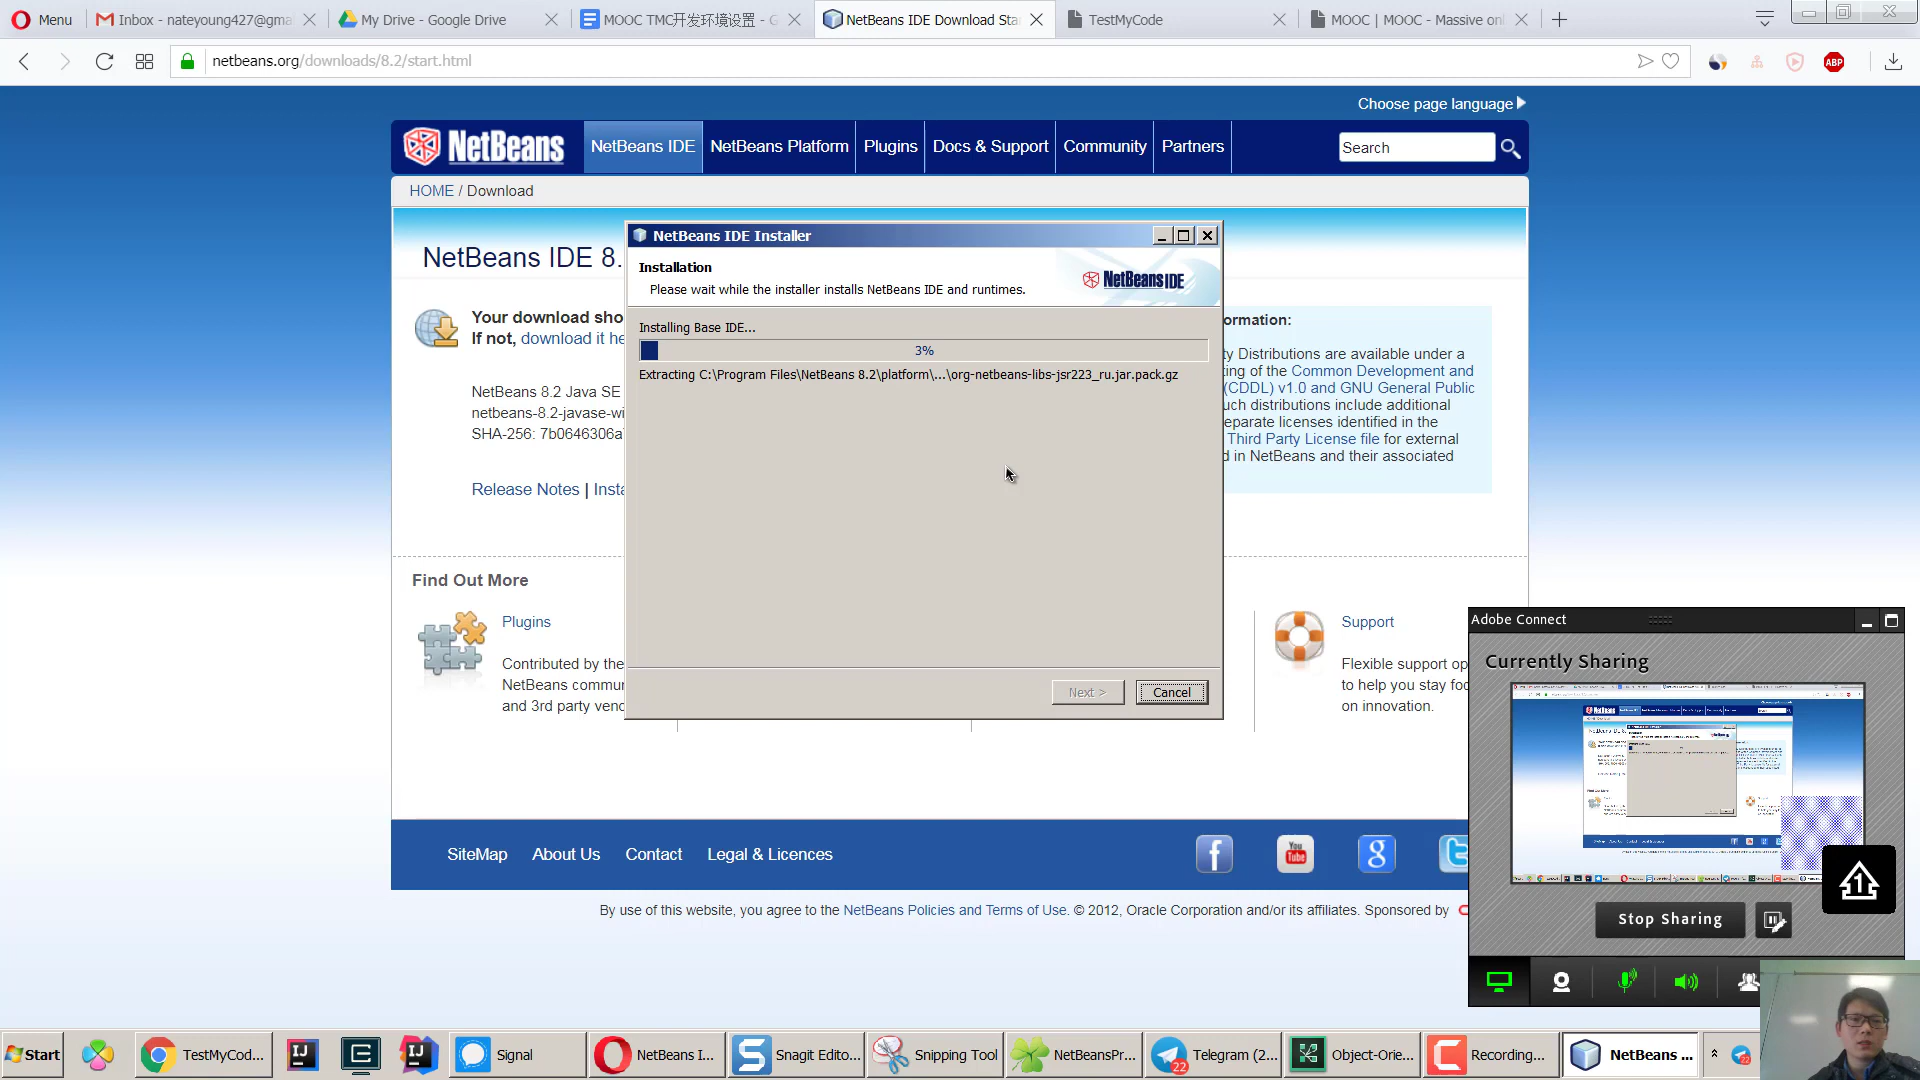 Menu
Inbox - nateyoung427@gma
My Drive - Google Drive
MOOC TMC开发环境设置 - G
NetBeans IDE Download Sta
TestMyCode
MOOC | MOOC - Massive onl
netbeans.org/downloads/8.2/start.html
ABP
Choose page language
NetBeans
NetBeans IDE
NetBeans Platform
Plugins
Docs & Support
Community
Partners
Search
HOME / Download
NetBeans IDE 8.
Your download sho
If not, download it he
NetBeans 8.2 Java SE
netbeans-8.2-javase-wi
SHA-256: 7b0646306a7
Release Notes | Insta
NetBeans IDE Installer
Installation
Please wait while the installer installs NetBeans IDE and runtimes.
NetBeans IDE
Installing Base IDE...
3%
Extracting C:\Program Files\NetBeans 8.2\platform\...\org-netbeans-libs-jsr223_ru.jar.pack.gz
Next >
Cancel
ormation:
ty Distributions are available under a
ting of the Common Development and
(CDDL) v1.0 and GNU General Public
uch distributions include additional
eparate licenses identified in the
Third Party License file for external
d in NetBeans and their associated
Find Out More
Plugins
Contributed by the
NetBeans commun
and 3rd party vend
Support
Flexible support op
to help you stay foc
on innovation.
Adobe Connect
Currently Sharing
Stop Sharing
1
SiteMap
About Us
Contact
Legal & Licences
You
Tube
By use of this website, you agree to the NetBeans Policies and Terms of Use. © 2012, Oracle Corporation and/or its affiliates. Sponsored by
Start
TestMyCod...
Signal
NetBeans I...
Snagit Edito...
Snipping Tool
NetBeansPr...
Telegram (2...
22
Object-Orie...
Recording...
NetBeans ...